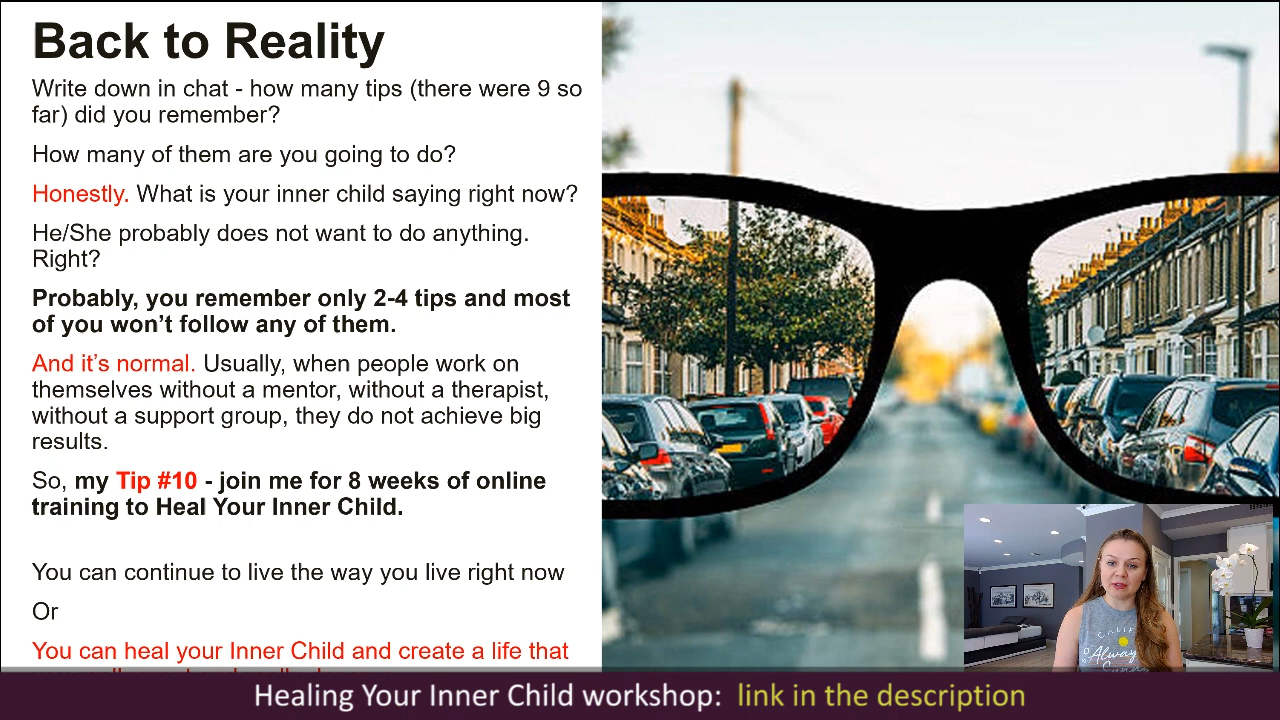 Back to Reality
Write down in chat - how many tips (there were 9 so
far) did you remember?
How many of them are you going to do?
Honestly. What is your inner child saying right now?
He/She probably does not want to do anything.
Right?
Probably, you remember only 2-4 tips and most
of you won’t follow any of them.
And it’s normal. Usually, when people work on
themselves without a mentor, without a therapist,
without a support group, they do not achieve big
results.
So, my Tip #10 - join me for 8 weeks of online
training to Heal Your Inner Child.
You can continue to live the way you live right now
Or
You can heal your Inner Child and create a life that
Always
Healing Your Inner Child workshop: link in the description